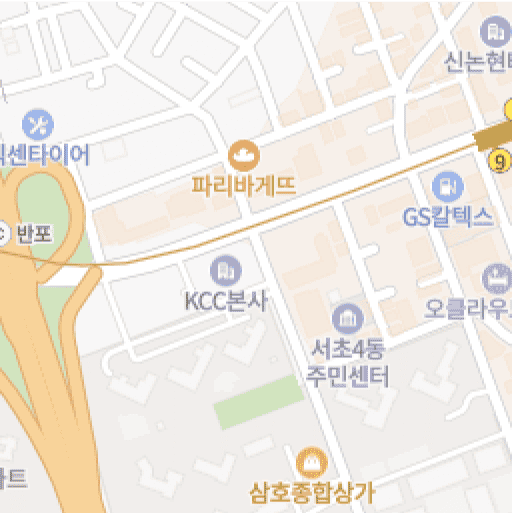 신논현타
센타이어
파리바게뜨
9
GS칼텍스
반포
KCC본사
오클라우드
서초4동
주민센터
삼호종합상가